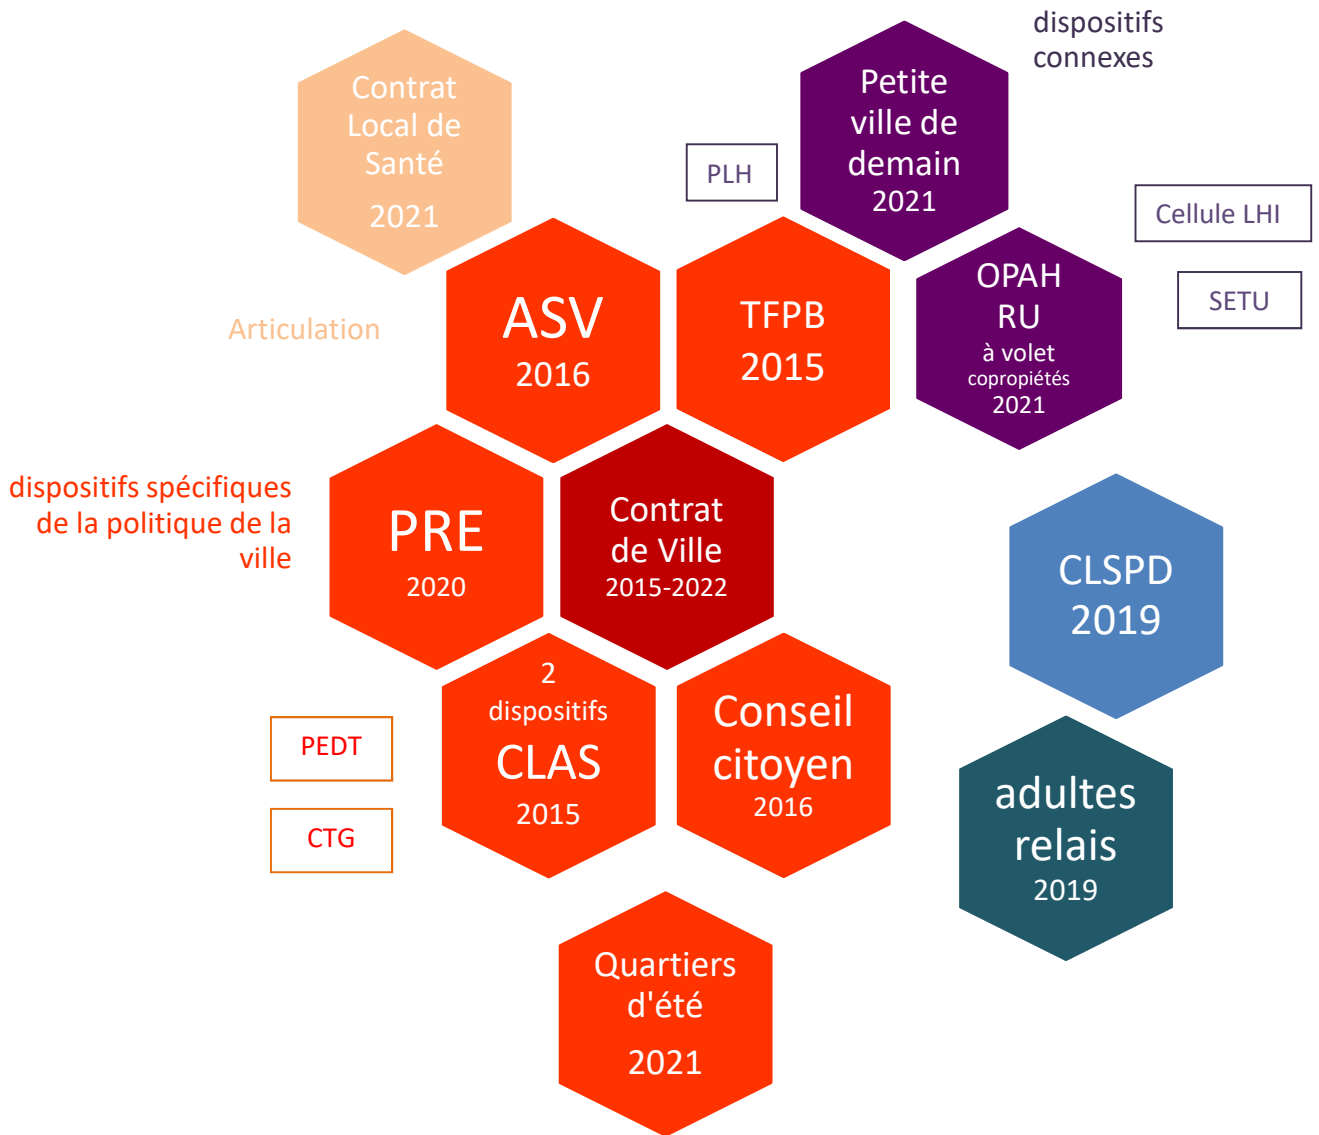 dispositifs
connexes
Contrat
Local de
Santé
2021
Petite
ville de
demain
2021
PLH
Cellule LHI
SETU
Articulation
ASV
2016
TFPB
2015
OPAH
RU
à volet
copropiétés
2021
dispositifs spécifiques
de la politique de la
ville
PRE
2020
Contrat
de Ville
2015-2022
CLSPD
2019
PEDT
CTG
2
dispositifs
CLAS
2015
Conseil
citoyen
2016
adultes
relais
2019
Quartiers
d'été
2021